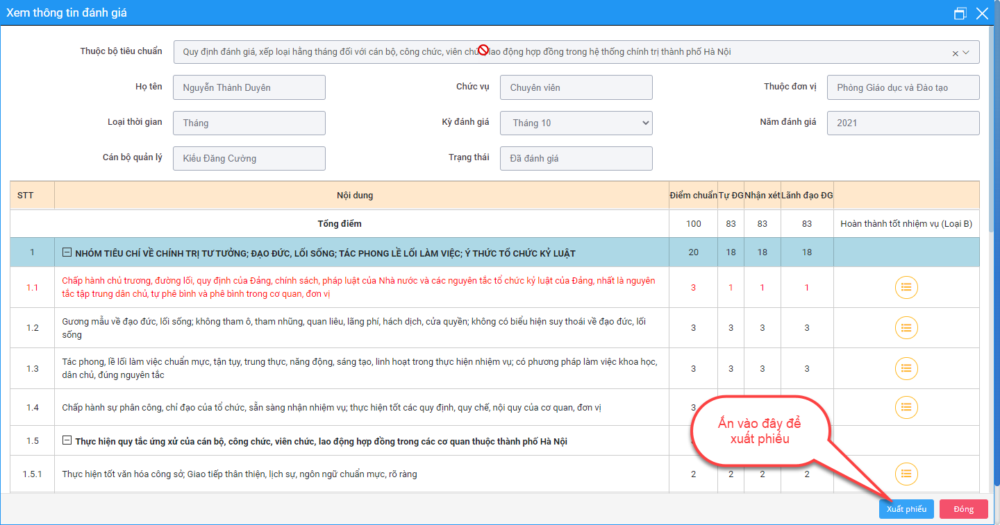 Xem thông tin đánh giá
Thuộc bộ tiêu chuẩn
Quy định đánh giá, xếp loại hằng tháng đối với cán bộ, công chức, viên lao động hợp đồng trong hệ thống chính trị thành phố Hà Nội
Họ tên Nguyễn Thành Duyên Chức vụ Chuyên viên Thuộc đơn vị Phòng Giáo dục và Đào tạo
Loại thời gian Tháng Kỳ đánh giá Tháng 10 Năm đánh giá 2021
Cán bộ quản lý Kiều Đăng Cường Trạng thái Đã đánh giá
STT Nội dung Điểm chuẩn Tự ĐG Nhận xét Lãnh đạo ĐG
Tổng điểm 100 83 83 83 Hoàn thành tốt nhiệm vụ (Loại B)
1 NHÓM TIÊU CHÍ VỀ CHÍNH TRỊ TƯ TƯỞNG; ĐẠO ĐỨC, LỐI SỐNG; TÁC PHONG LỀ LỐI LÀM VIỆC; Ý THỨC TỔ CHỨC KỶ LUẬT 20 18 18 18
1.1 Chấp hành chủ trương, đường lối, quy định của Đảng, chính sách, pháp luật của Nhà nước và các nguyên tắc tổ chức kỷ luật của Đảng, nhất là nguyên
tắc tập trung dân chủ, tự phê bình và phê bình trong cơ quan, đơn vị 3 1 1 1
1.2 Gương mẫu về đạo đức, lối sống; không tham ô, tham nhũng, quan liêu, lãng phí, hách dịch, cửa quyền; không có biểu hiện suy thoái về đạo đức, lối
sống 3 3 3 3
1.3 Tác phong, lề lối làm việc chuẩn mực, tận tụy, trung thực, năng động, sáng tạo, linh hoạt trong thực hiện nhiệm vụ; có phương pháp làm việc khoa học,
dân chủ, đúng nguyên tắc 3 3 3 3
1.4 Chấp hành sự phân công, chỉ đạo của tổ chức, sẵn sàng nhận nhiệm vụ; thực hiện tốt các quy định, quy chế, nội quy của cơ quan, đơn vị 3
Ấn vào đây để
xuất phiếu
1.5 Thực hiện quy tắc ứng xử của cán bộ, công chức, viên chức, lao động hợp đồng trong các cơ quan thuộc thành phố Hà Nội
1.5.1 Thực hiện tốt văn hóa công sở; Giao tiếp thân thiện, lịch sự, ngôn ngữ chuẩn mực, rõ ràng 2 2 2 2
Xuất phiếu Đóng